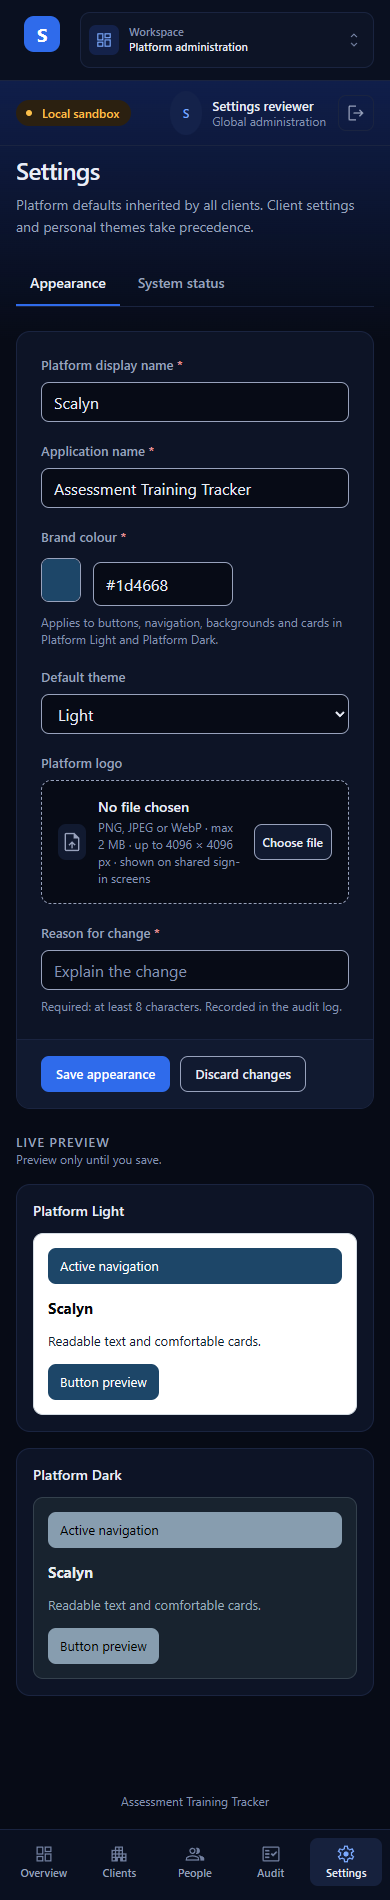 S
Workspace
Platform administration
Local sandbox
S
Settings reviewer
Global administration
Settings
Platform defaults inherited by all clients. Client settings
and personal themes take precedence.
Appearance
System status
Platform display name *
Scalyn
Application name *
Assessment Training Tracker
Brand colour *
#1d4668
Applies to buttons, navigation, backgrounds and cards in
Platform Light and Platform Dark.
Default theme
Light
Platform logo
No file chosen
PNG, JPEG or WebP · max
2 MB · up to 4096 × 4096
px · shown on shared sign-
in screens
Choose file
Reason for change *
Explain the change
Required: at least 8 characters. Recorded in the audit log.
Save appearance
Discard changes
LIVE PREVIEW
Preview only until you save.
Platform Light
Active navigation
Scalyn
Readable text and comfortable cards.
Button preview
Platform Dark
Active navigation
Scalyn
Readable text and comfortable cards.
Button preview
Assessment Training Tracker
Overview
Clients
People
Audit
Settings